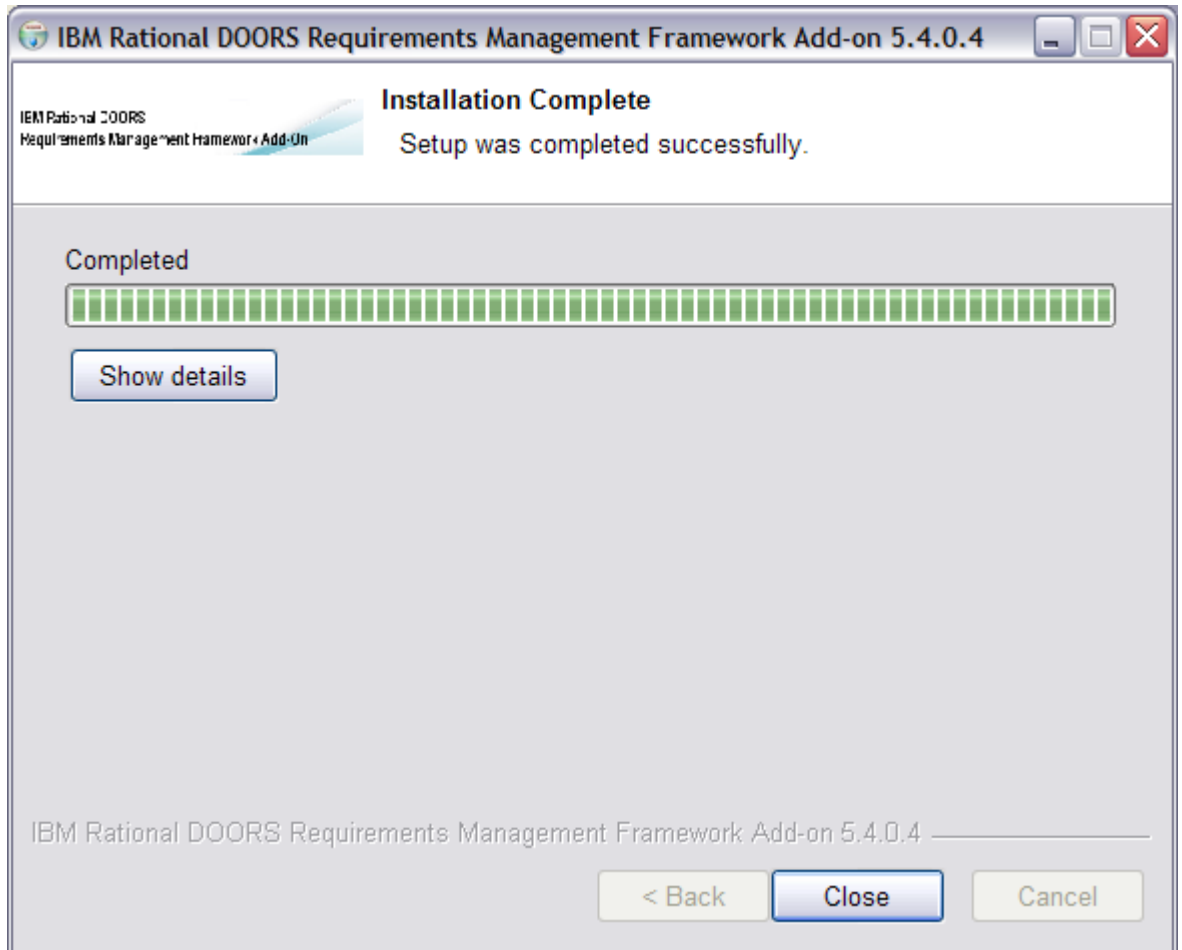 IBM Rational DOORS Requirements Management Framework Add-on 5.4.0.4
IBM Rational DOORS
Requirements Management Framework Add-On
Installation Complete
Setup was completed successfully.
Completed
Show details
IBM Rational DOORS Requirements Management Framework Add-on 5.4.0.4
< Back
Close
Cancel